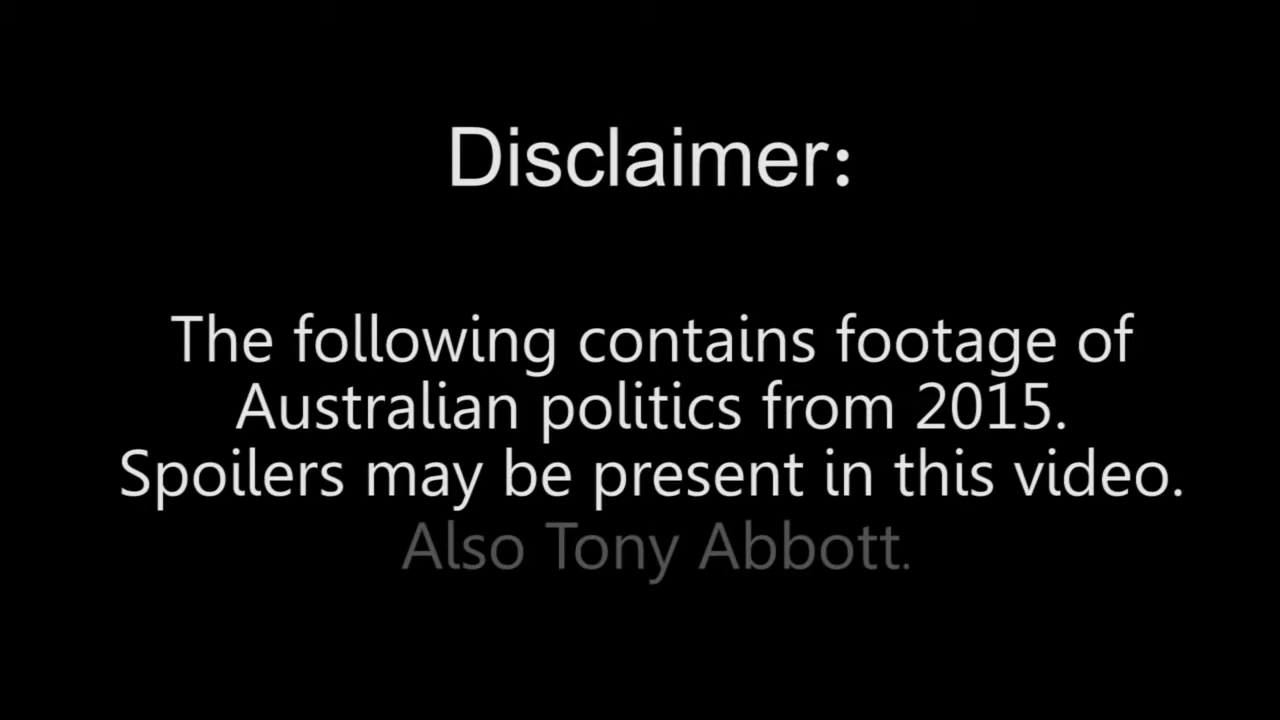 Disclaimer:
The following contains footage of
Australian politics from 2015.
Spoilers may be present in this video.
Also Tony Abbott.